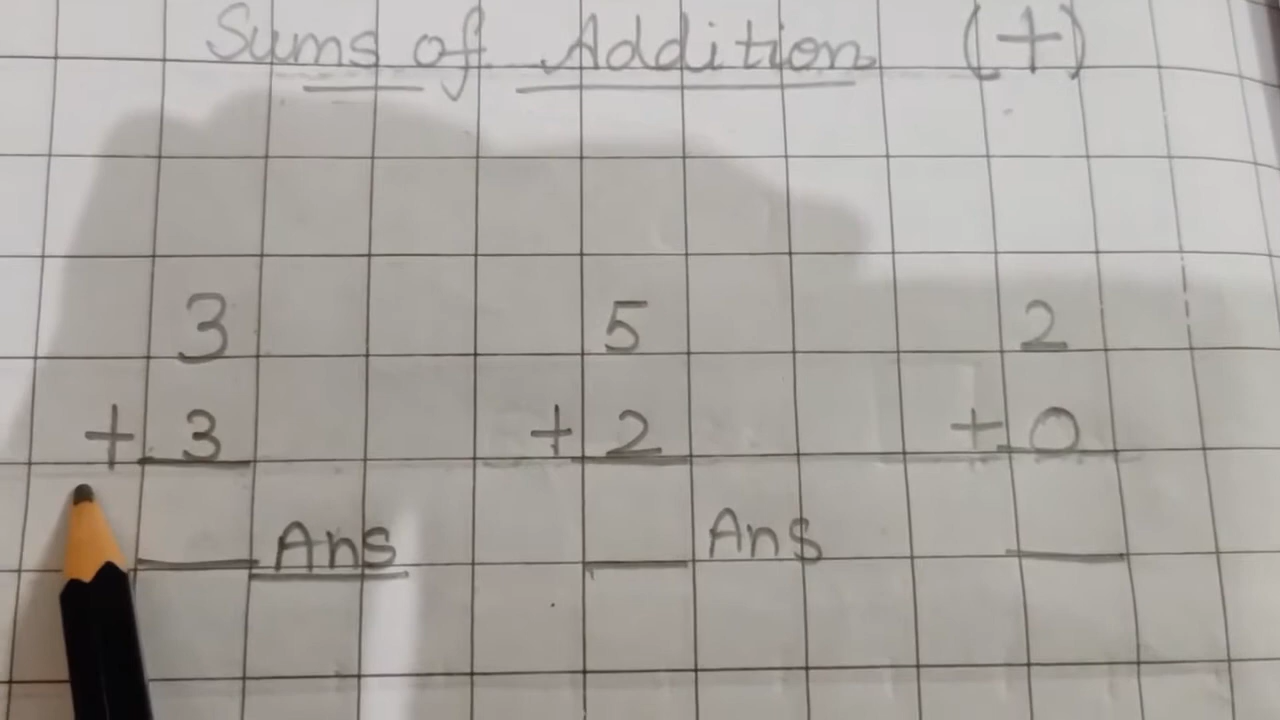 Sums of Addition (+)
3 5 2
+ 3 + 2 + 0
Ans Ans